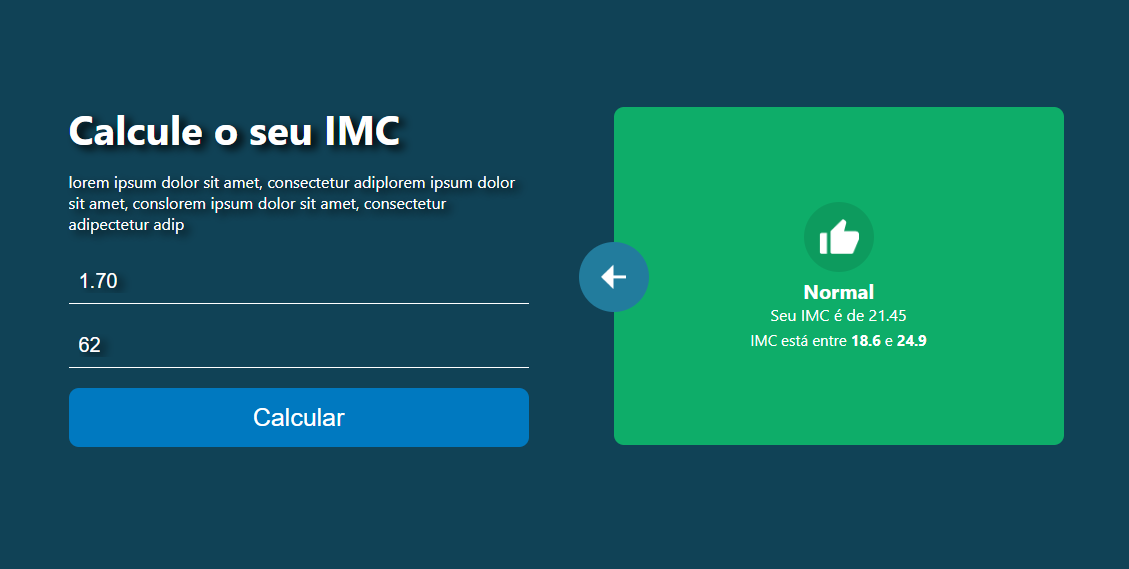 Calcule o seu IMC
lorem ipsum dolor sit amet, consectetur adiplorem ipsum dolor
sit amet, conslorem ipsum dolor sit amet, consectetur
adipectetur adip
1.70
62
Calcular
Normal
Seu IMC é de 21.45
IMC está entre 18.6 e 24.9